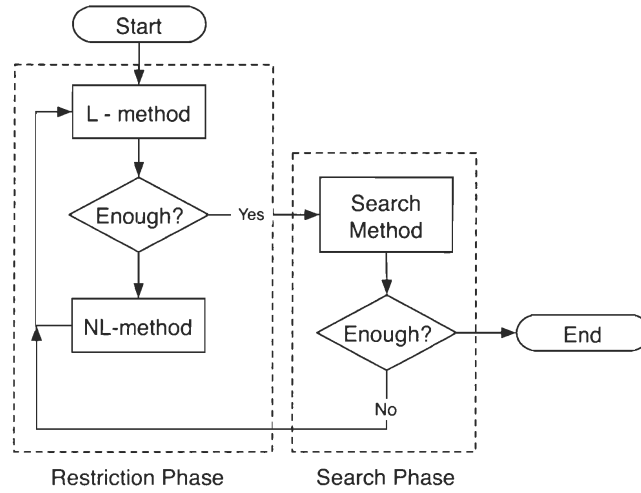 Start
L - method
Enough?
Yes
Search
Method
NL-method
Enough?
End
No
Restriction Phase
Search Phase